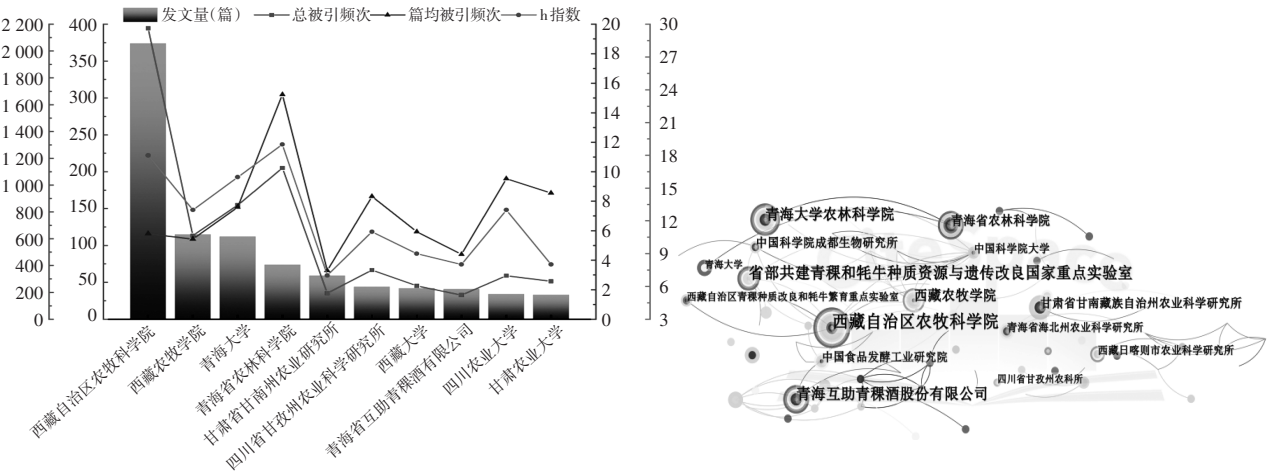 发文量(篇) 总被引频次 篇均被引频次 h指数
2 200
2 000
1 800
1 600
1 400
1 200
1 000
800
600
400
200
0
400
350
300
250
200
150
100
50
0
20
18
16
14
12
10
8
6
4
2
0
30
27
24
21
18
15
12
9
6
3
西藏自治区农牧科学院
西藏农牧学院
青海大学
青海省农林科学院
甘肃省甘南州农业研究所
四川省甘孜州农业科学研究所
西藏大学
青海省互助青稞酒有限公司
四川农业大学
甘肃农业大学
青海大学农林科学院
青海省农林科学院
中国科学院成都生物研究所
中国科学院大学
青海大学
省部共建青稞和牦牛种质资源与遗传改良国家重点实验室
西藏自治区青稞种质改良和牦牛繁育重点实验室
西藏农牧学院
甘肃省甘南藏族自治州农业科学研究所
西藏自治区农牧科学院
青海省海北州农业科学研究所
中国食品发酵工业研究院
西藏日喀则市农业科学研究所
四川省甘孜州农科所
青海互助青稞酒股份有限公司